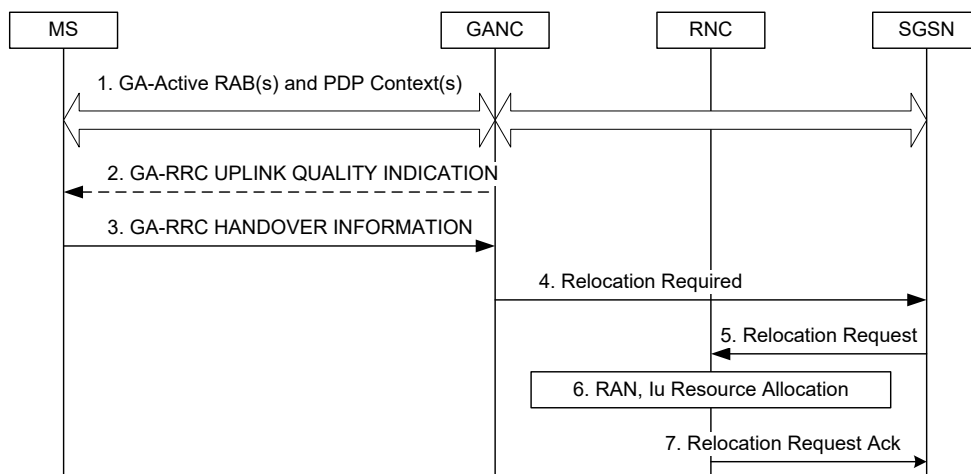 MS
GANC
RNC
SGSN
1. GA-Active RAB(s) and PDP Context(s)
2. GA-RRC UPLINK QUALITY INDICATION
3. GA-RRC HANDOVER INFORMATION
4. Relocation Required
5. Relocation Request
6. RAN, Iu Resource Allocation
7. Relocation Request Ack